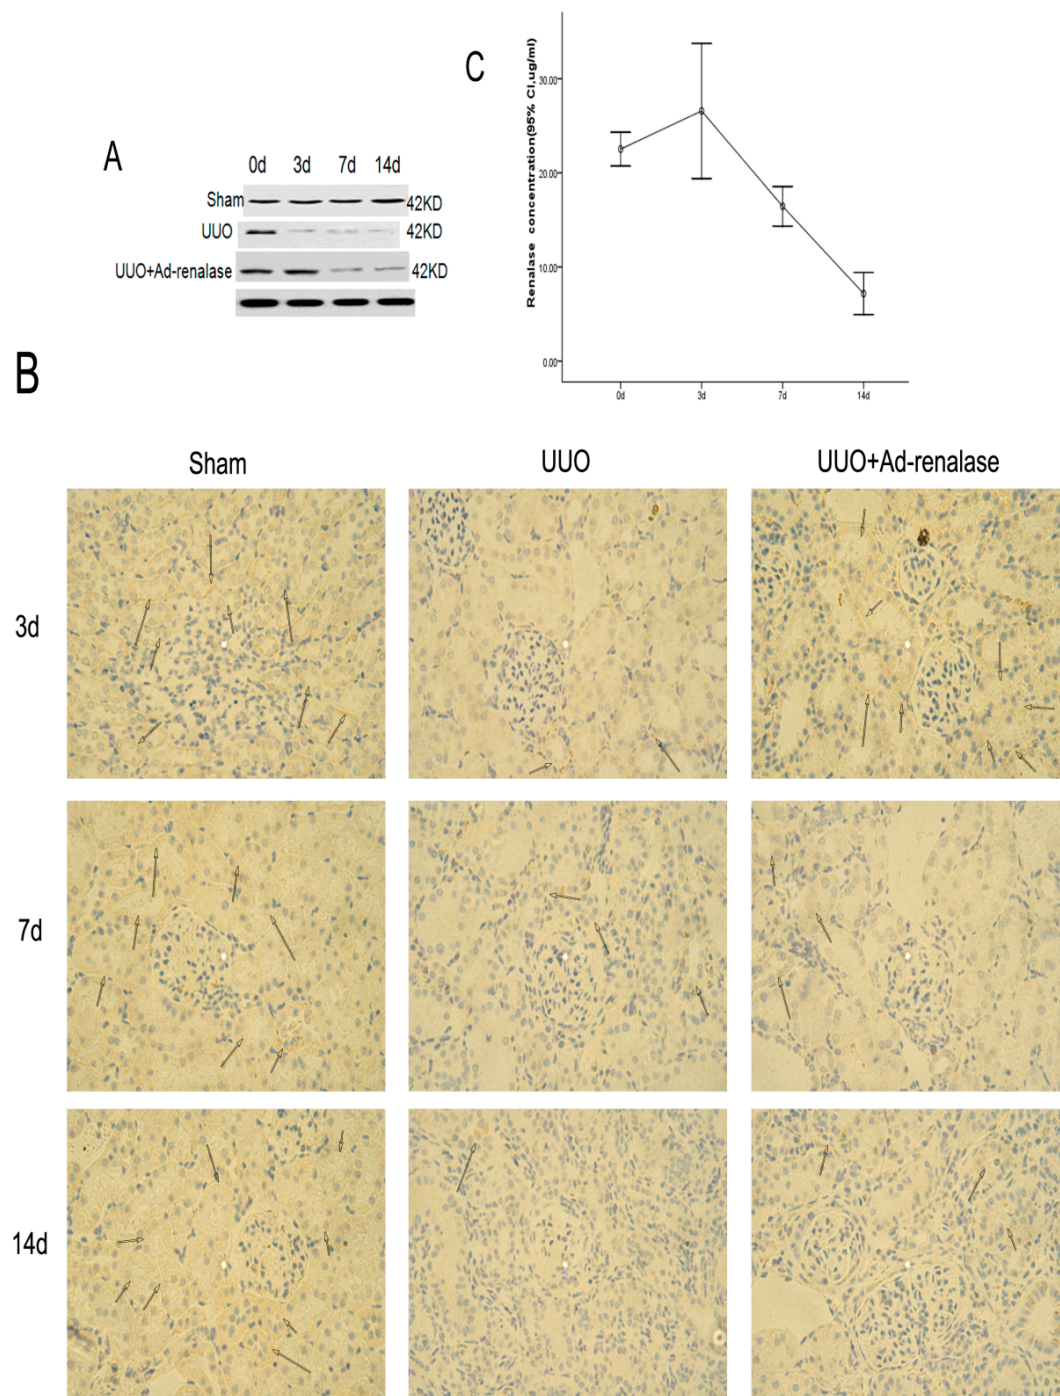 A
0d 3d 7d 14d
Sham 42KD
UUO 42KD
UUO+Ad-renalase 42KD
C
Renalase concentration(95% CI,ug/ml)
30.00
20.00
10.00
0.00
0d 3d 7d 14d
B
Sham UUO UUO+Ad-renalase
3d
7d
14d